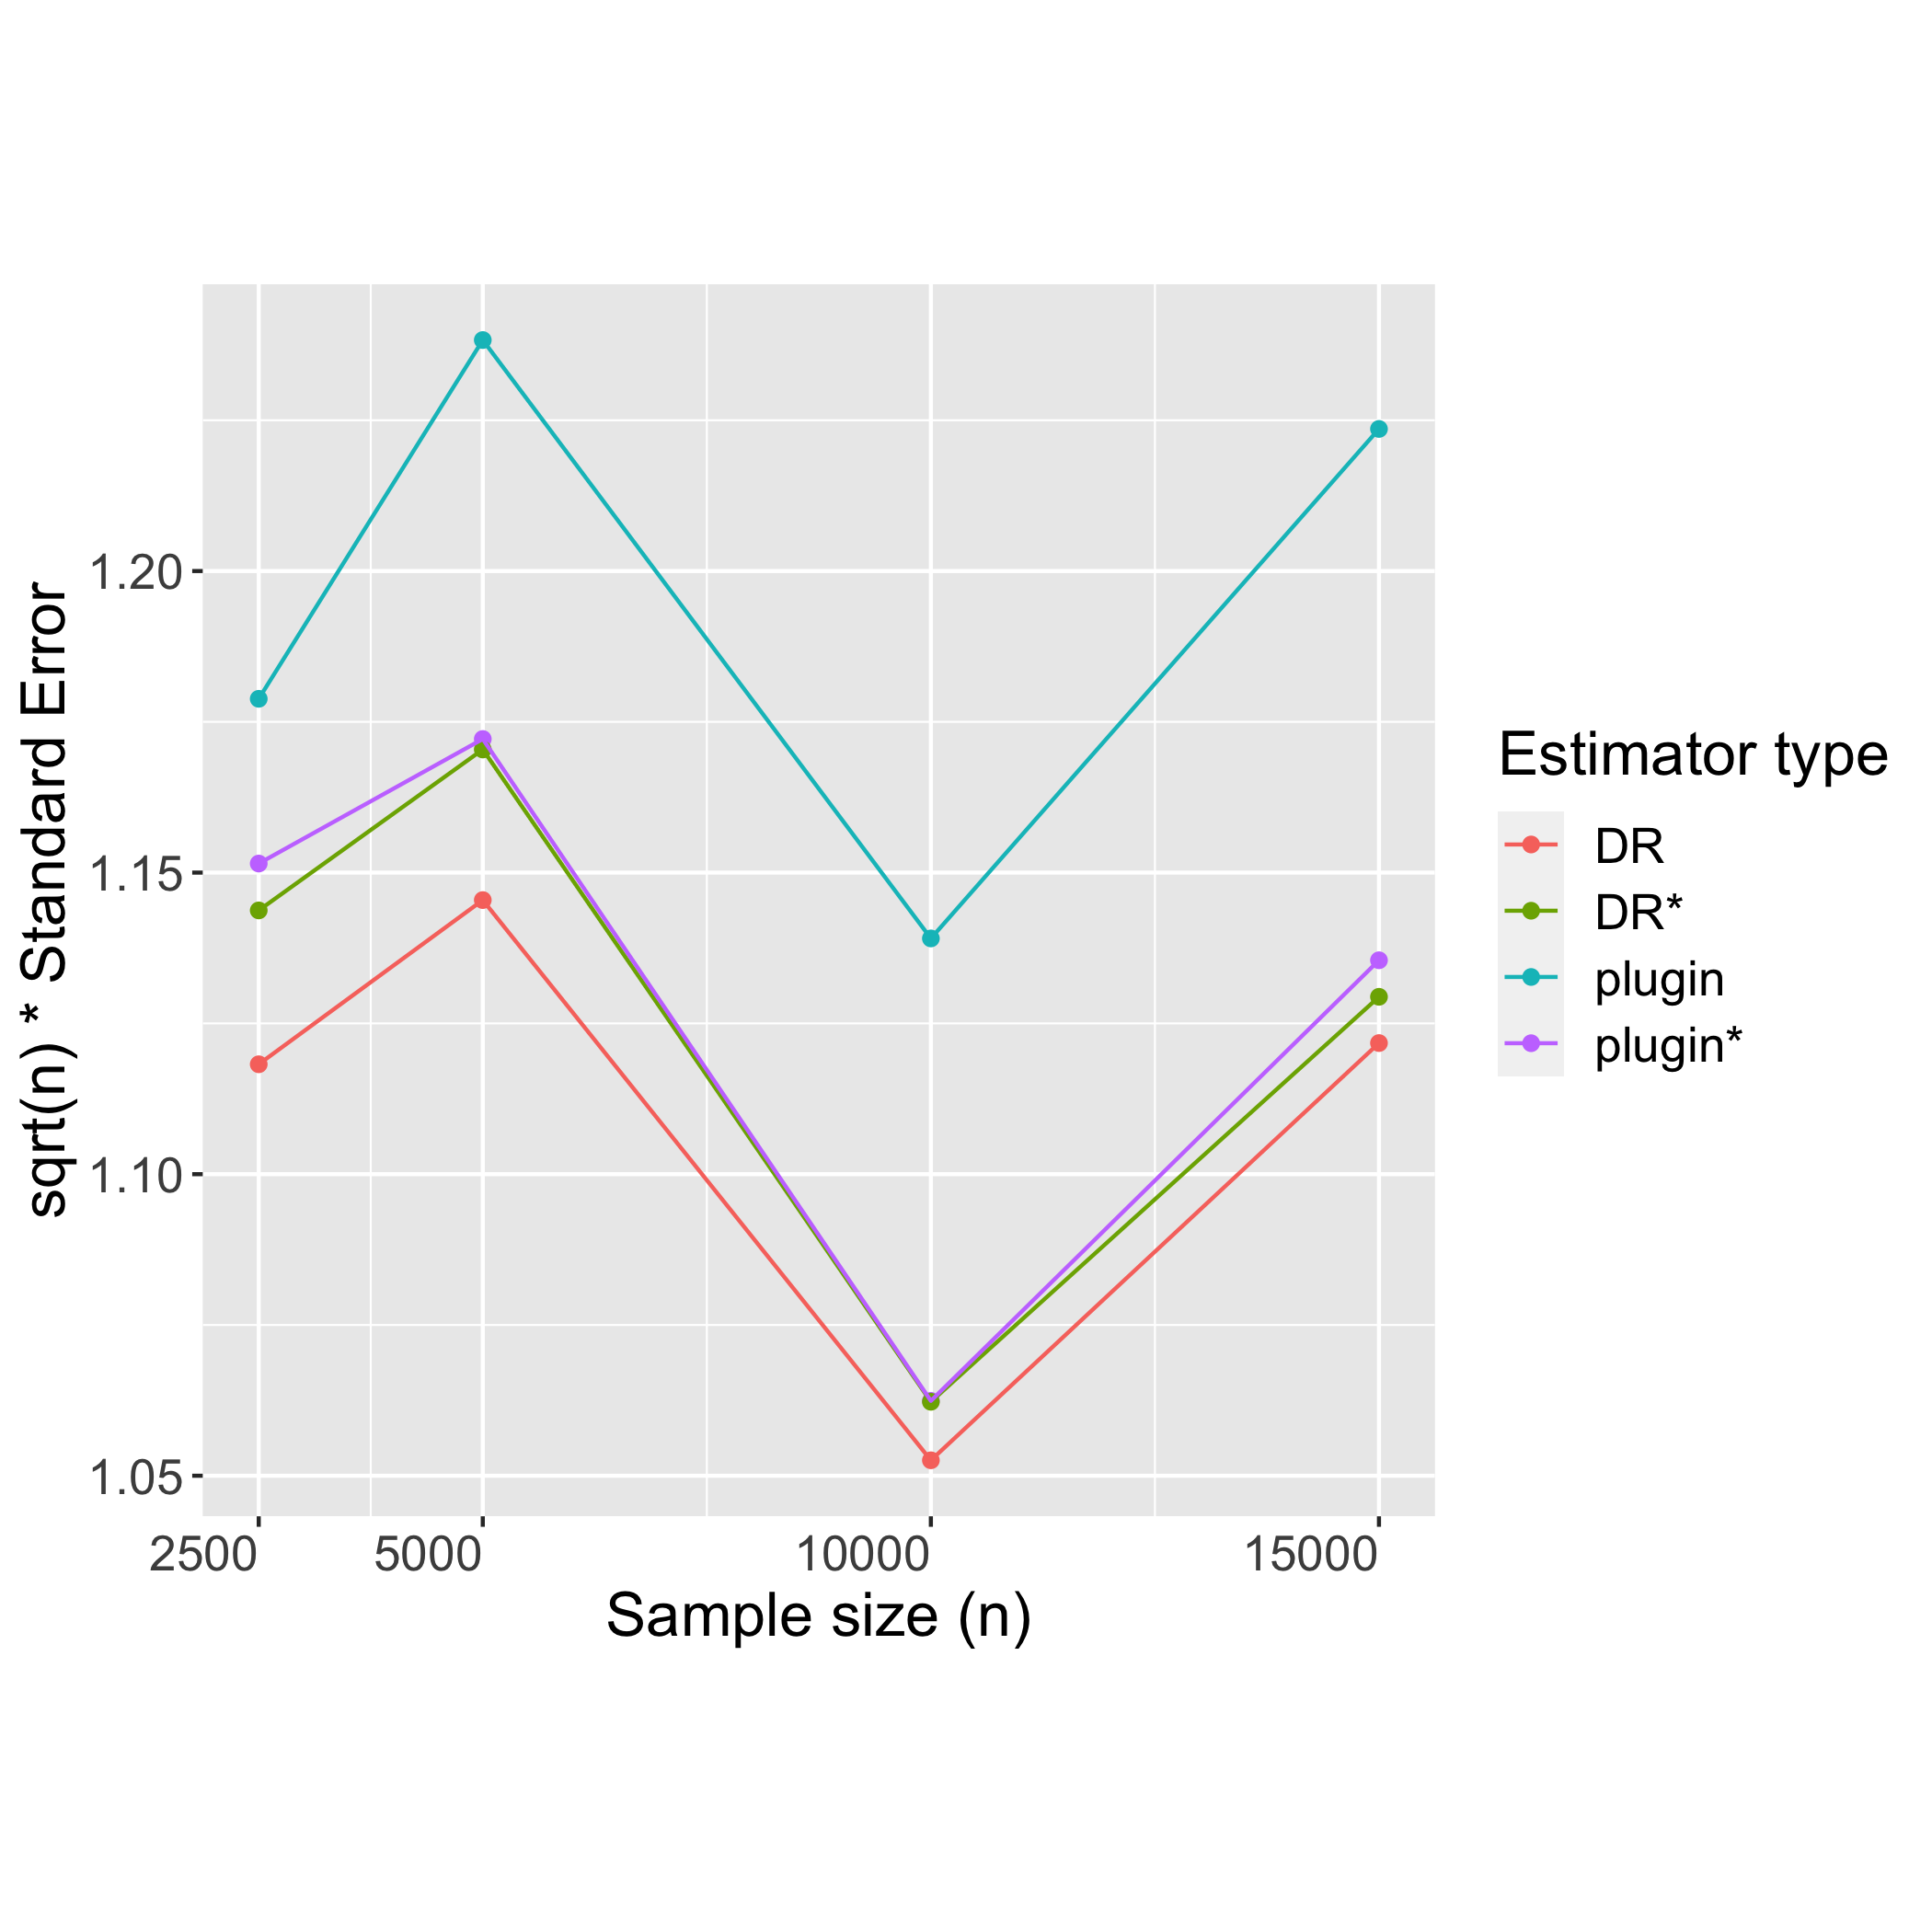 sqrt(n) * Standard Error
1.20
1.15
1.10
1.05
2500 5000 10000 15000
Sample size (n)
Estimator type
DR
DR*
plugin
plugin*